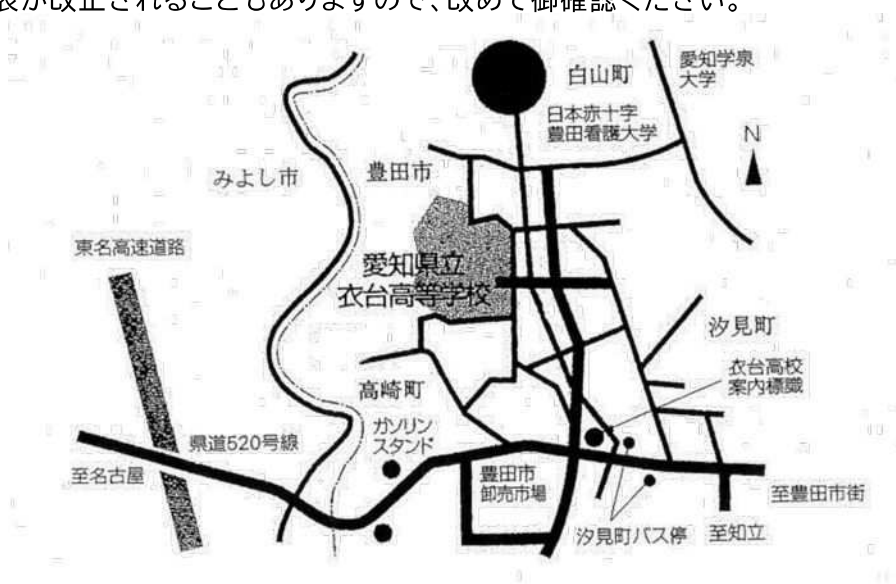 表が改正されることもありますので、改めて御確認ください。
白山町
愛知学泉
大学
日本赤十字
豊田看護大学
N
みよし市
豊田市
東名高速道路
愛知県立
衣台高等学校
汐見町
衣台高校
案内標識
高崎町
ガソリン
スタンド
県道520号線
至名古屋
豊田市
卸売市場
至豊田市街
汐見町バス停
至知立